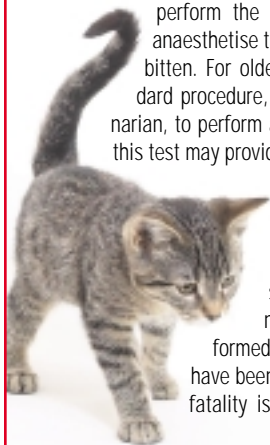 perform the
anaesthetise t
bitten. For olde
dard procedure,
narian, to perform
this test may provid
formed
have been
fatality is